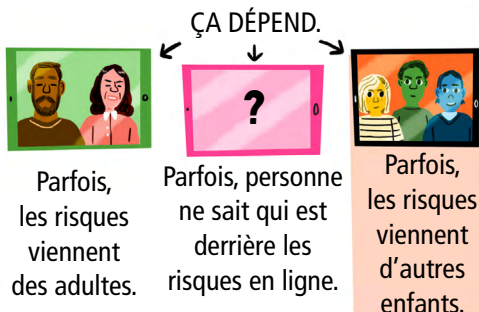 ÇA DÉPEND.
?
Parfois,
les risques
viennent
des adultes.
Parfois, personne
ne sait qui est
derrière les
risques en ligne.
Parfois,
les risques
viennent
d'autres
enfants.